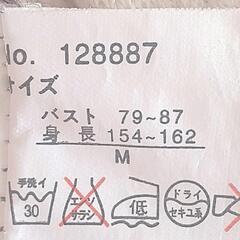 No. 128887
サイズ
バスト 79~87
身長 154~162
M
手洗イ
30
エンソ
サラシ
低
ドライ
セキユ系